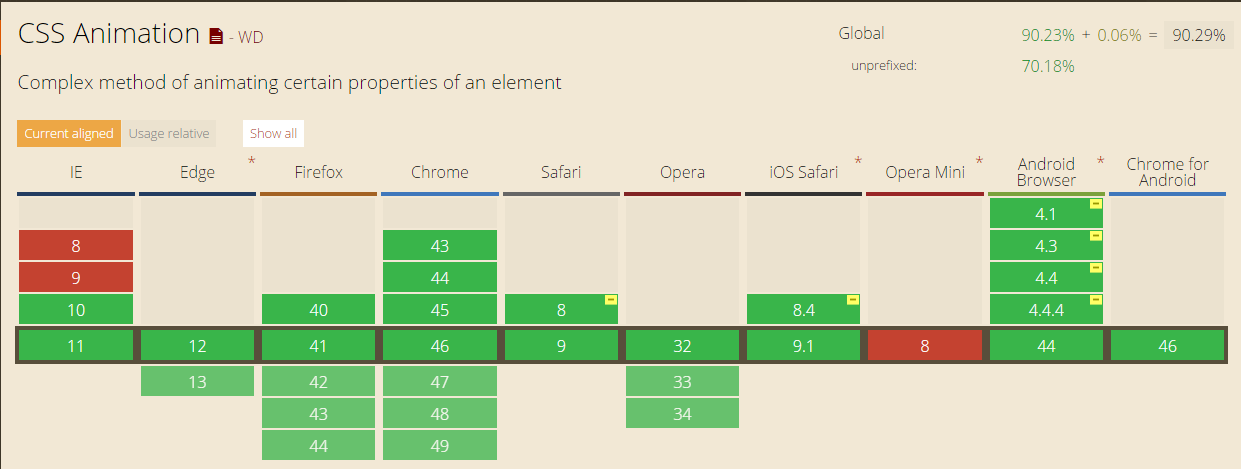 CSS Animation - WD
Global 90.23% + 0.06% = 90.29%
unprefixed: 70.18%
Complex method of animating certain properties of an element
Current aligned Usage relative Show all
IE Edge * Firefox Chrome Safari Opera iOS Safari * Opera Mini * Android Browser * Chrome for Android
4.1
8 43 4.3
9 44 4.4
10 40 45 8 8.4 4.4.4
11 12 41 46 9 32 9.1 8 44 46
13 42 47 33
43 48 34
44 49